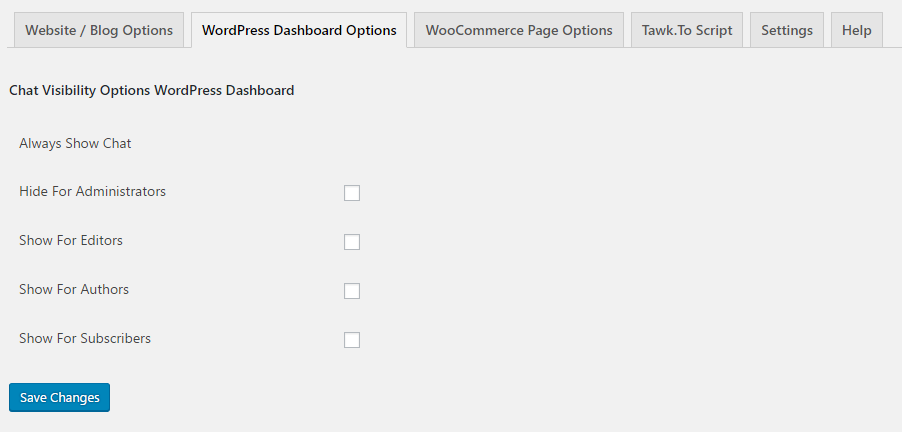 Website / Blog Options WordPress Dashboard Options WooCommerce Page Options Tawk.To Script Settings Help
Chat Visibility Options WordPress Dashboard
Always Show Chat
Hide For Administrators
Show For Editors
Show For Authors
Show For Subscribers
Save Changes